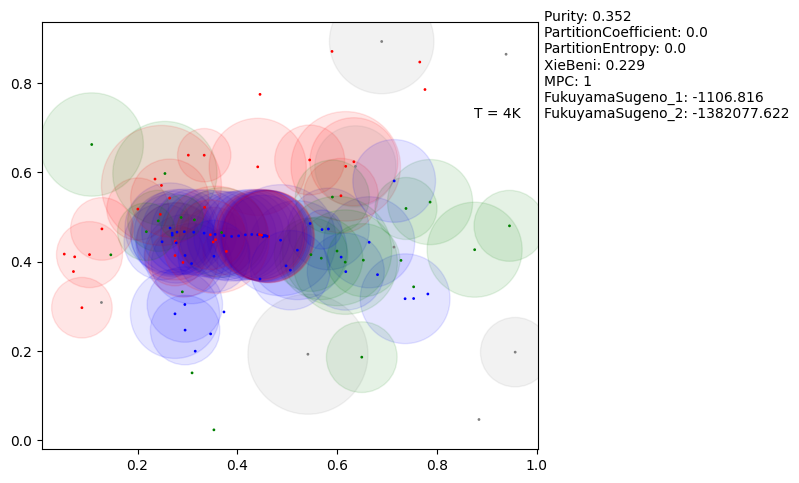 Purity: 0.352
PartitionCoefficient: 0.0
PartitionEntropy: 0.0
XieBeni: 0.229
MPC: 1
FukuyamaSugeno_1: -1106.816
FukuyamaSugeno_2: -1382077.622
T = 4K
0.8
0.6
0.4
0.2
0.0
0.2
0.4
0.6
0.8
1.0